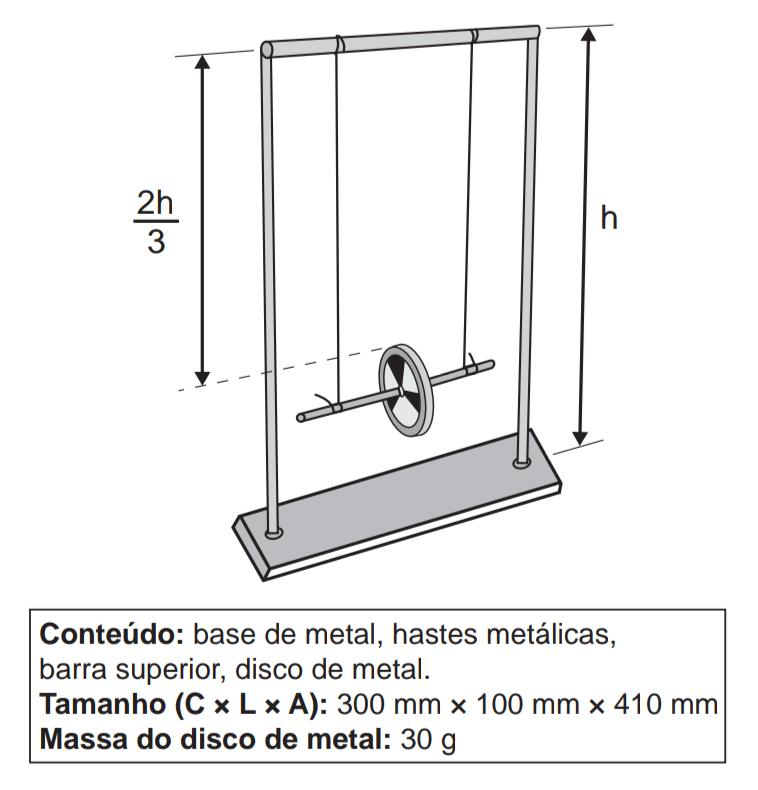 2h
3
h
Conteúdo: base de metal, hastes metálicas,
barra superior, disco de metal.
Tamanho (C × L × A): 300 mm × 100 mm × 410 mm
Massa do disco de metal: 30 g